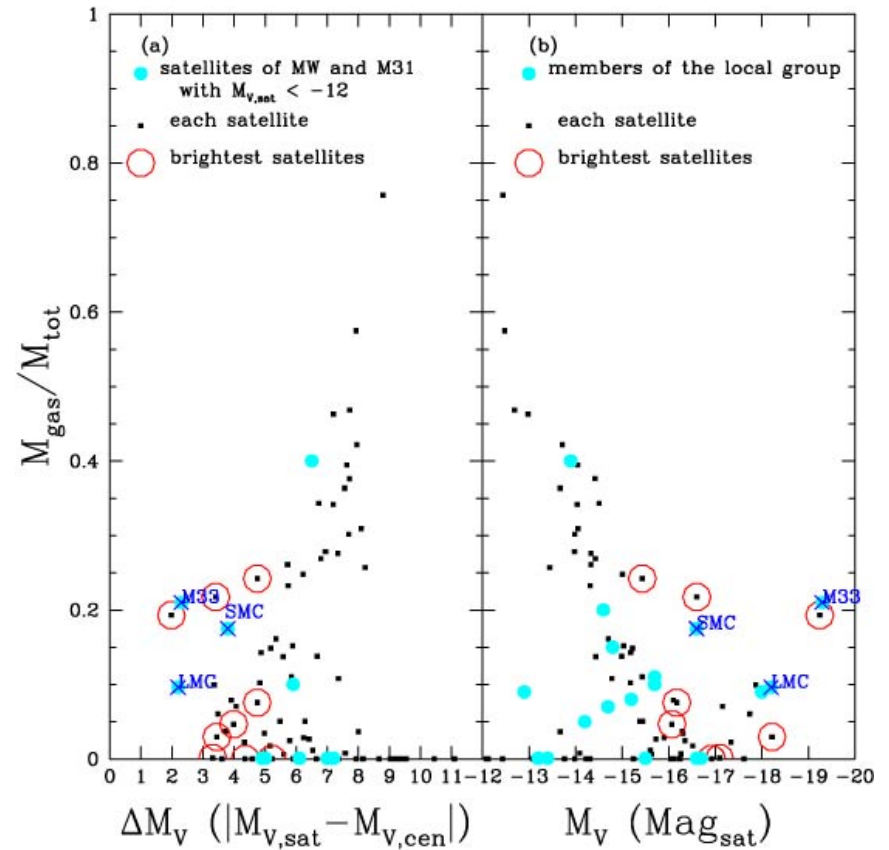 1
0.8
0.6
0.4
0.2
0
M_gas/M_tot
(a)
satellites of MW and M31
with M_V,sat < -12
each satellite
brightest satellites
M33
SMC
LMC
0 1 2 3 4 5 6 7 8 9 10 11
ΔM_V (|M_V,sat−M_V,cen|)
(b)
members of the local group
each satellite
brightest satellites
M33
SMC
LMC
-12 -13 -14 -15 -16 -17 -18 -19 -20
M_V (Mag_sat)